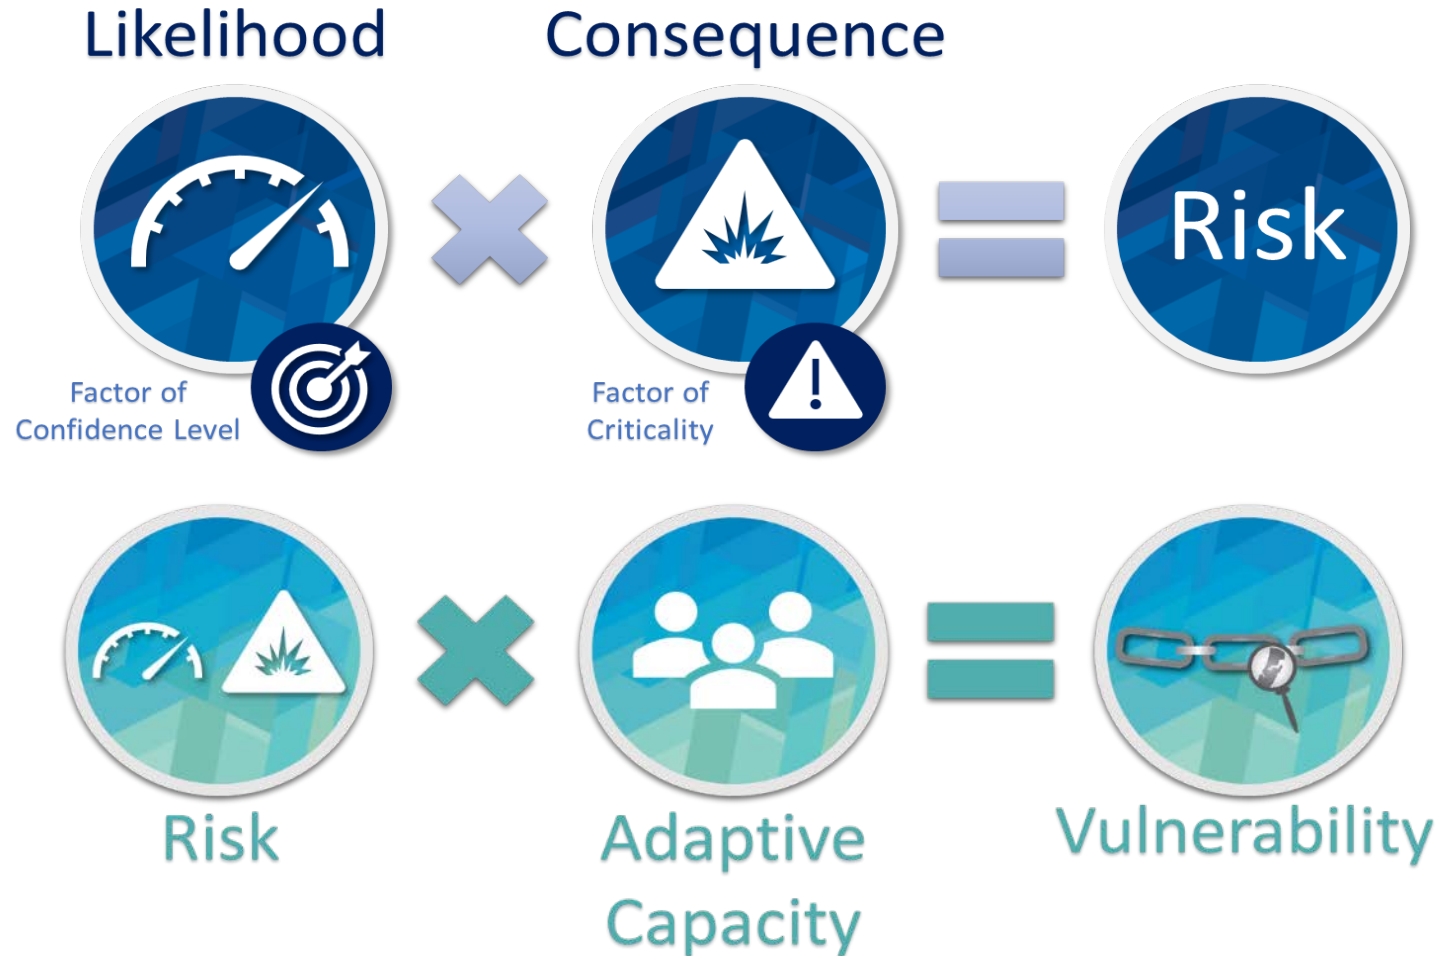 Likelihood
Consequence
Risk
Factor of
Confidence Level
Factor of
Criticality
Risk
Adaptive
Capacity
Vulnerability